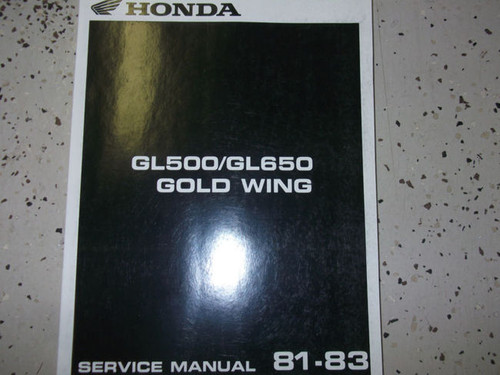 HONDA
GL500/GL650
GOLD WING
SERVICE MANUAL 81-83